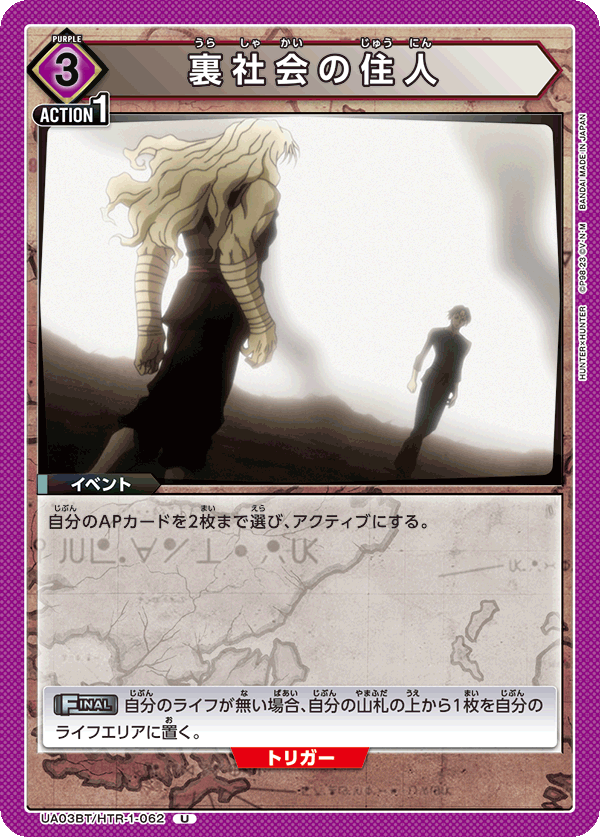 PURPLE
3
うら しゃ かい じゅう にん
裏社会の住人
ACTION 1
HUNTER×HUNTER ©P98-23 ©V・N・M BANDAI MADE IN JAPAN
イベント
じぶん まい えら
自分のAPカードを2枚まで選び、アクティブにする。
じぶん な ばあい じぶん やまふだ うえ まい じぶん
FINAL 自分のライフが無い場合、自分の山札の上から1枚を自分の
お
ライフエリアに置く。
トリガー
UA03BT/HTR-1-062 U